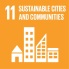 11 SUSTAINABLE CITIES
AND COMMUNITIES